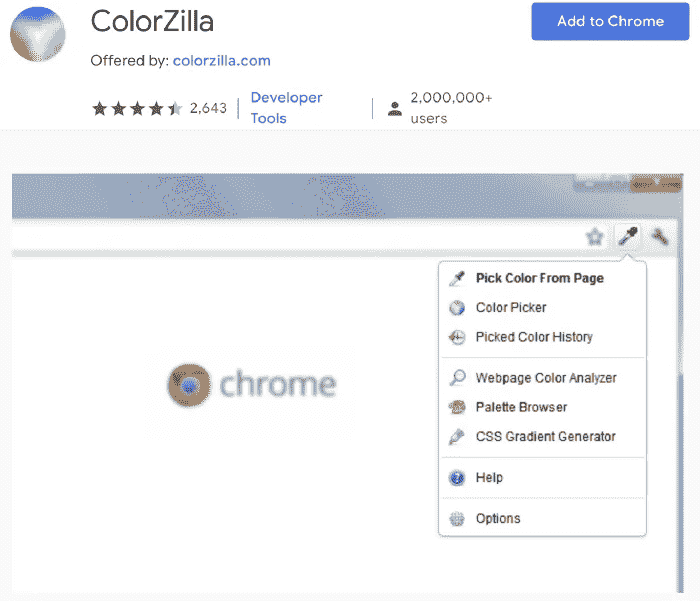 ColorZilla
Add to Chrome
Offered by: colorzilla.com
2,643
Developer
Tools
2,000,000+
users
Pick Color From Page
Color Picker
Picked Color History
chrome
Webpage Color Analyzer
Palette Browser
CSS Gradient Generator
Help
Options